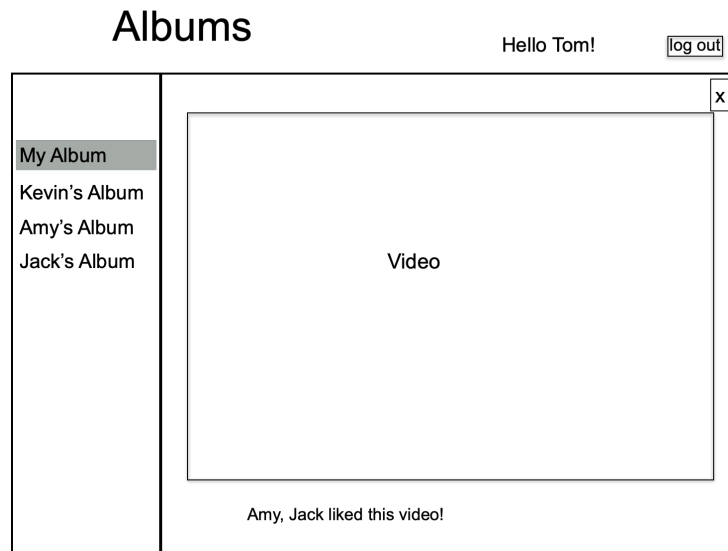 Albums
Hello Tom!
log out
x
My Album
Kevin’s Album
Amy’s Album
Jack’s Album
Video
Amy, Jack liked this video!